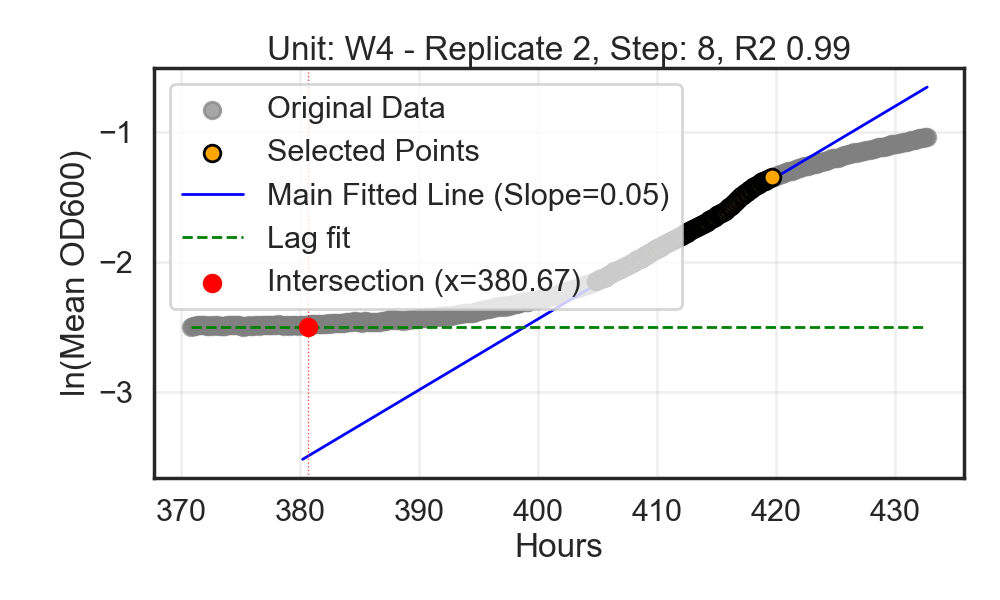 Unit: W4 - Replicate 2, Step: 8, R2 0.99
Original Data
Selected Points
Main Fitted Line (Slope=0.05)
Lag fit
Intersection (x=380.67)
ln(Mean OD600)
−1
−2
−3
370 380 390 400 410 420 430
Hours